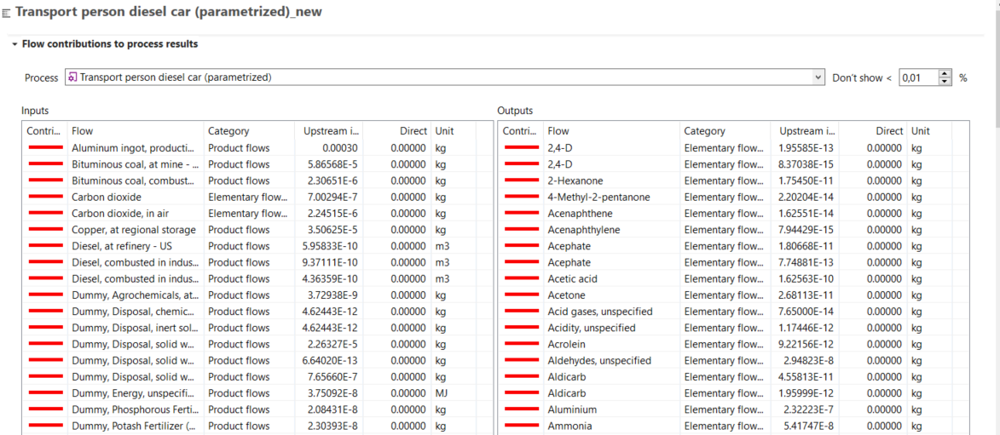 Transport person diesel car (parametrized)_new
Flow contributions to process results
Process Transport person diesel car (parametrized) Don't show < 0,01 %
Inputs
Contri... Flow Category Upstream i... Direct Unit
Aluminum ingot, producti... Product flows 0.00030 0.00000 kg
Bituminous coal, at mine - ... Product flows 5.86568E-5 0.00000 kg
Bituminous coal, combust... Product flows 2.30651E-6 0.00000 kg
Carbon dioxide Elementary flow... 7.00294E-7 0.00000 kg
Carbon dioxide, in air Elementary flow... 2.24515E-6 0.00000 kg
Copper, at regional storage Product flows 3.50625E-5 0.00000 kg
Diesel, at refinery - US Product flows 5.95833E-10 0.00000 m3
Diesel, combusted in indus... Product flows 9.37111E-10 0.00000 m3
Diesel, combusted in indus... Product flows 4.36359E-10 0.00000 m3
Dummy, Agrochemicals, at... Product flows 3.72938E-9 0.00000 kg
Dummy, Disposal, chemic... Product flows 4.62443E-12 0.00000 kg
Dummy, Disposal, inert sol... Product flows 4.62443E-12 0.00000 kg
Dummy, Disposal, solid w... Product flows 2.26327E-5 0.00000 kg
Dummy, Disposal, solid w... Product flows 6.64020E-13 0.00000 kg
Dummy, Disposal, solid w... Product flows 7.65660E-7 0.00000 kg
Dummy, Energy, unspecifi... Product flows 3.75092E-8 0.00000 MJ
Dummy, Phosphorous Ferti... Product flows 2.08431E-8 0.00000 kg
Dummy, Potash Fertilizer (... Product flows 2.30393E-8 0.00000 kg
Outputs
Contri... Flow Category Upstream i... Direct Unit
2,4-D Elementary flow... 1.95585E-13 0.00000 kg
2,4-D Elementary flow... 8.37038E-15 0.00000 kg
2-Hexanone Elementary flow... 1.75450E-11 0.00000 kg
4-Methyl-2-pentanone Elementary flow... 2.20204E-14 0.00000 kg
Acenaphthene Elementary flow... 1.62551E-14 0.00000 kg
Acenaphthylene Elementary flow... 7.94429E-15 0.00000 kg
Acephate Elementary flow... 1.80668E-11 0.00000 kg
Acephate Elementary flow... 7.74881E-13 0.00000 kg
Acetic acid Elementary flow... 1.62563E-10 0.00000 kg
Acetone Elementary flow... 2.68113E-11 0.00000 kg
Acid gases, unspecified Elementary flow... 7.65000E-14 0.00000 kg
Acidity, unspecified Elementary flow... 1.17446E-12 0.00000 kg
Acrolein Elementary flow... 9.22156E-12 0.00000 kg
Aldehydes, unspecified Elementary flow... 2.94823E-8 0.00000 kg
Aldicarb Elementary flow... 4.55813E-11 0.00000 kg
Aldicarb Elementary flow... 1.95999E-12 0.00000 kg
Aluminium Elementary flow... 2.32223E-7 0.00000 kg
Ammonia Elementary flow... 5.41747E-8 0.00000 kg